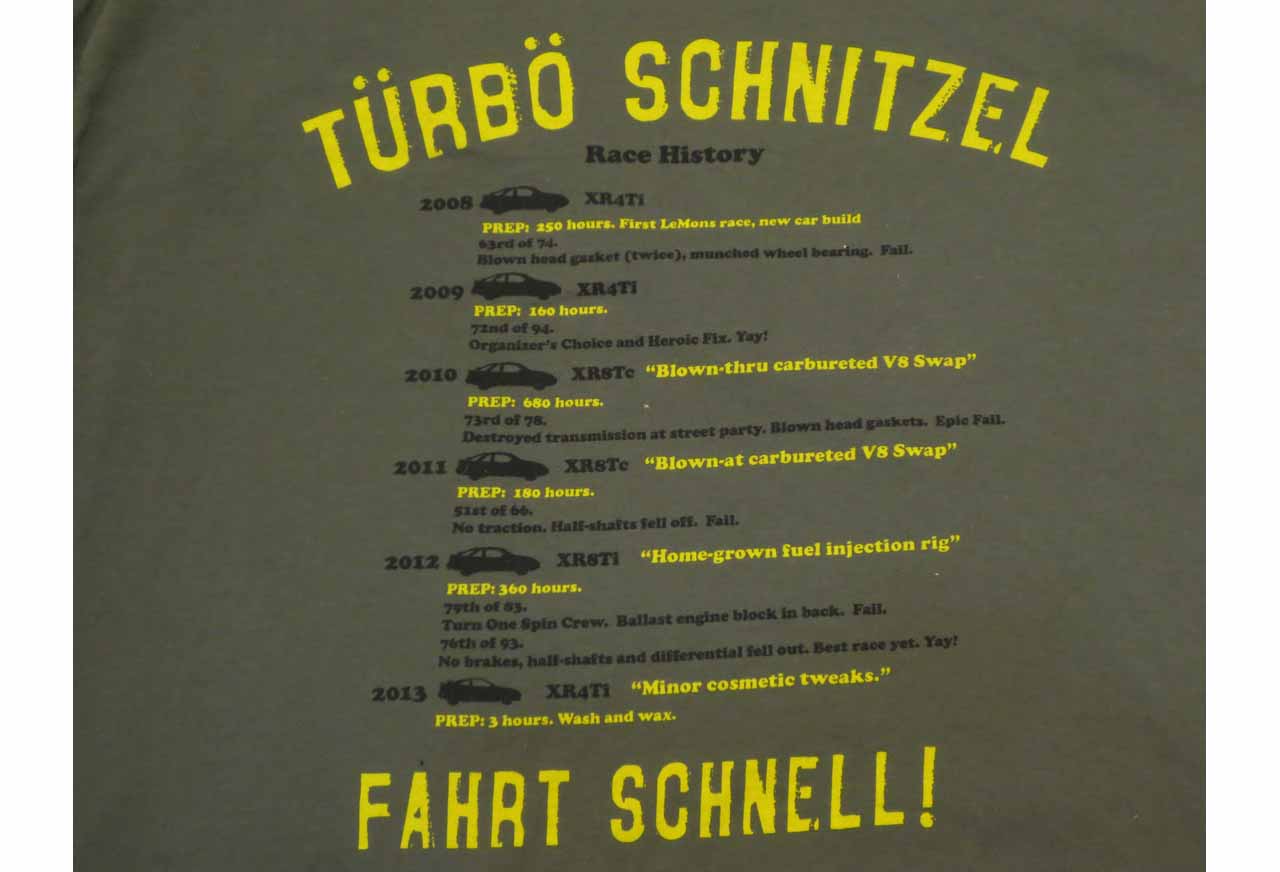 TÜRBÖ SCHNITZEL
Race History
2008 XR4Ti
PREP: 250 hours. First LeMons race, new car build
63rd of 74.
Blown head gasket (twice), munched wheel bearing. Fail.
2009 XR4Ti
PREP: 160 hours.
72nd of 94.
Organizer's Choice and Heroic Fix. Yay!
2010 XR8Tc “Blown-thru carbureted V8 Swap”
PREP: 680 hours.
73rd of 78.
Destroyed transmission at street party. Blown head gaskets. Epic Fail.
2011 XR8Tc “Blown-at carbureted V8 Swap”
PREP: 180 hours.
51st of 66.
No traction. Half-shafts fell off. Fail.
2012 XR8Ti “Home-grown fuel injection rig”
PREP: 360 hours.
79th of 83.
Turn One Spin Crew. Ballast engine block in back. Fail.
76th of 93.
No brakes, half-shafts and differential fell out. Best race yet. Yay!
2013 XR4Ti “Minor cosmetic tweaks.”
PREP: 3 hours. Wash and wax.
FAHRT SCHNELL!